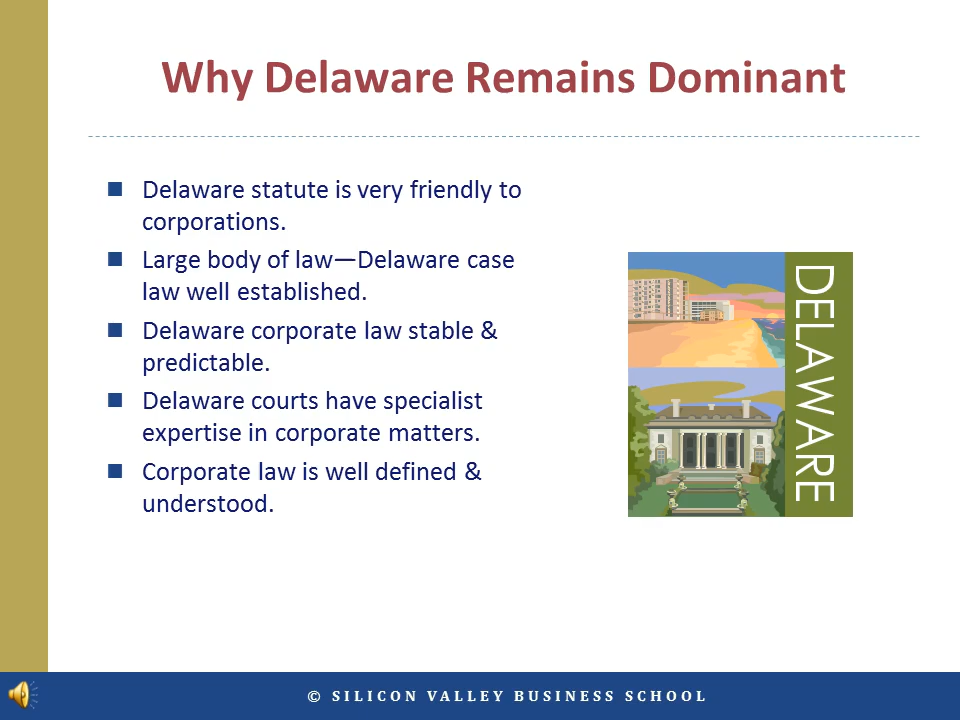 Why Delaware Remains Dominant
Delaware statute is very friendly to
corporations.
Large body of law—Delaware case
law well established.
Delaware corporate law stable &
predictable.
Delaware courts have specialist
expertise in corporate matters.
Corporate law is well defined &
understood.
DELAWARE
© SILICON VALLEY BUSINESS SCHOOL